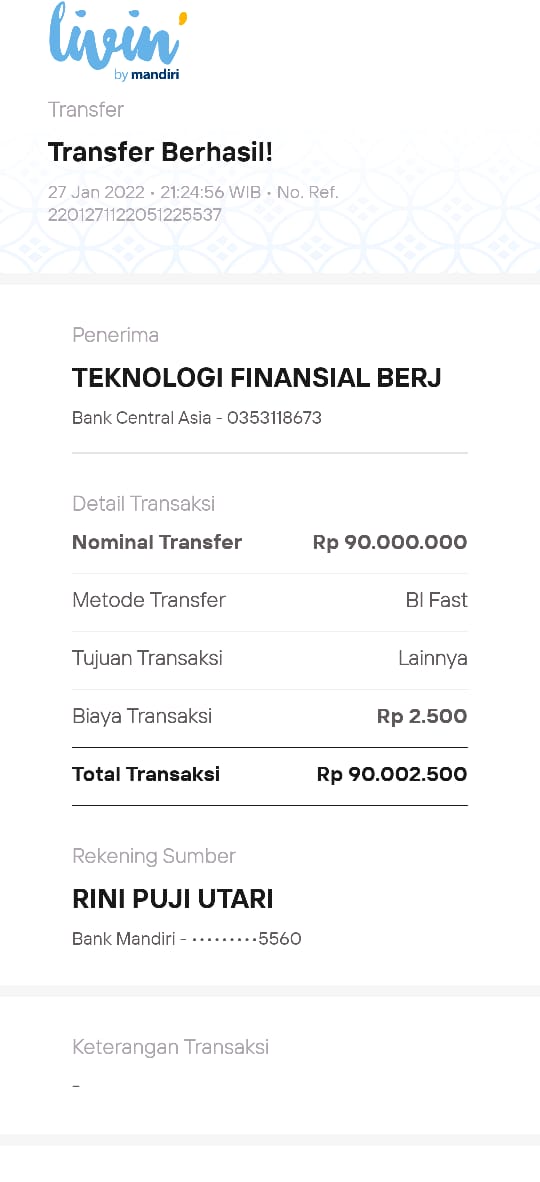 livin'
by mandiri
Transfer
Transfer Berhasil!
27 Jan 2022 • 21:24:56 WIB • No. Ref.
2201271122051225537
Penerima
TEKNOLOGI FINANSIAL BERJ
Bank Central Asia - 0353118673
Detail Transaksi
Nominal Transfer Rp 90.000.000
Metode Transfer BI Fast
Tujuan Transaksi Lainnya
Biaya Transaksi Rp 2.500
Total Transaksi Rp 90.002.500
Rekening Sumber
RINI PUJI UTARI
Bank Mandiri - •••••••••5560
Keterangan Transaksi
-